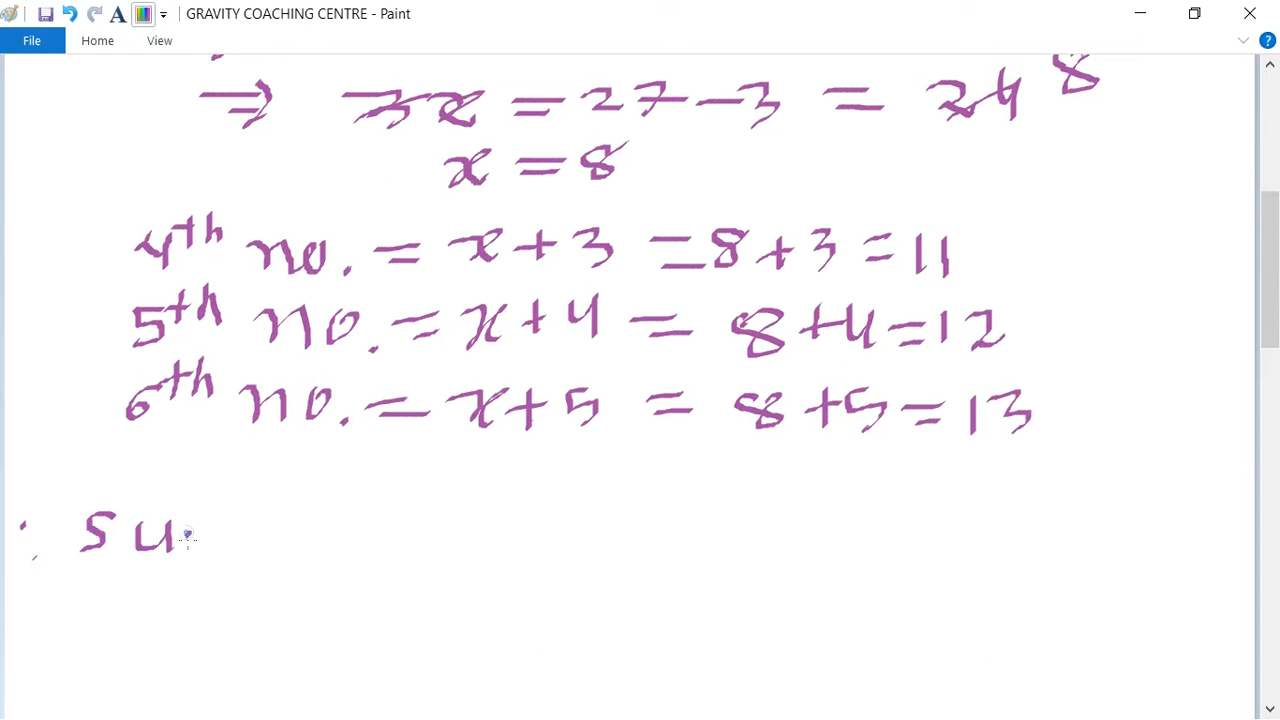 GRAVITY COACHING CENTRE - Paint
File Home View
⇒ 3x = 27 - 3 = 24 8
x = 8
4th no. = x + 3 = 8 + 3 = 11
5th no. = x + 4 = 8 + 4 = 12
6th no. = x + 5 = 8 + 5 = 13
SU